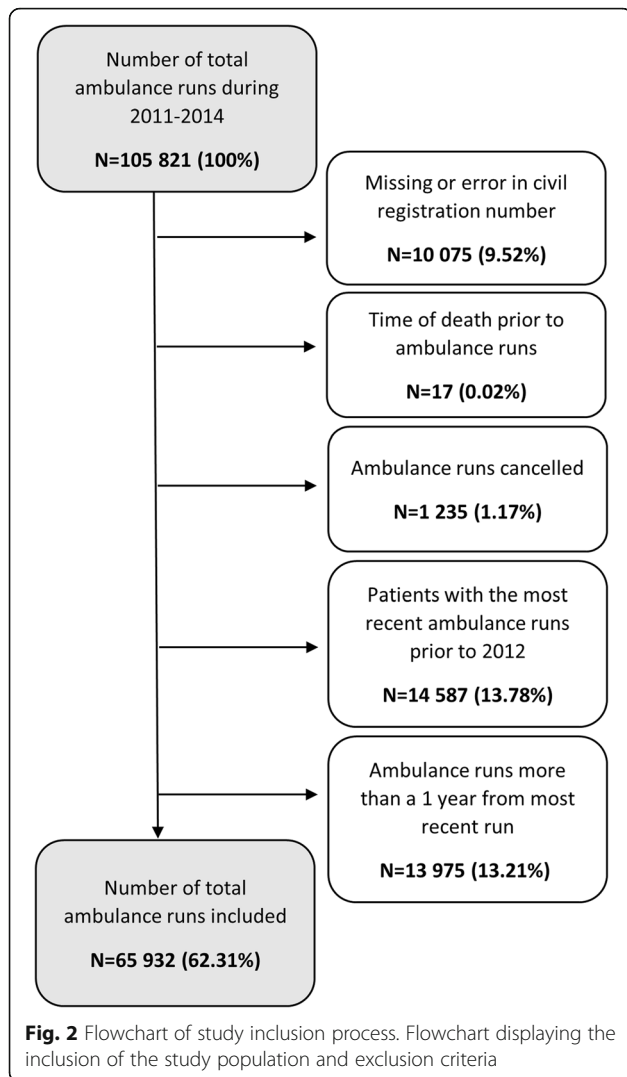 Number of total
ambulance runs during
2011-2014
N=105 821 (100%)
Missing or error in civil
registration number
N=10 075 (9.52%)
Time of death prior to
ambulance runs
N=17 (0.02%)
Ambulance runs cancelled
N=1 235 (1.17%)
Patients with the most
recent ambulance runs
prior to 2012
N=14 587 (13.78%)
Ambulance runs more
than a 1 year from most
recent run
N=13 975 (13.21%)
Number of total
ambulance runs included
N=65 932 (62.31%)
Fig. 2 Flowchart of study inclusion process. Flowchart displaying the
inclusion of the study population and exclusion criteria